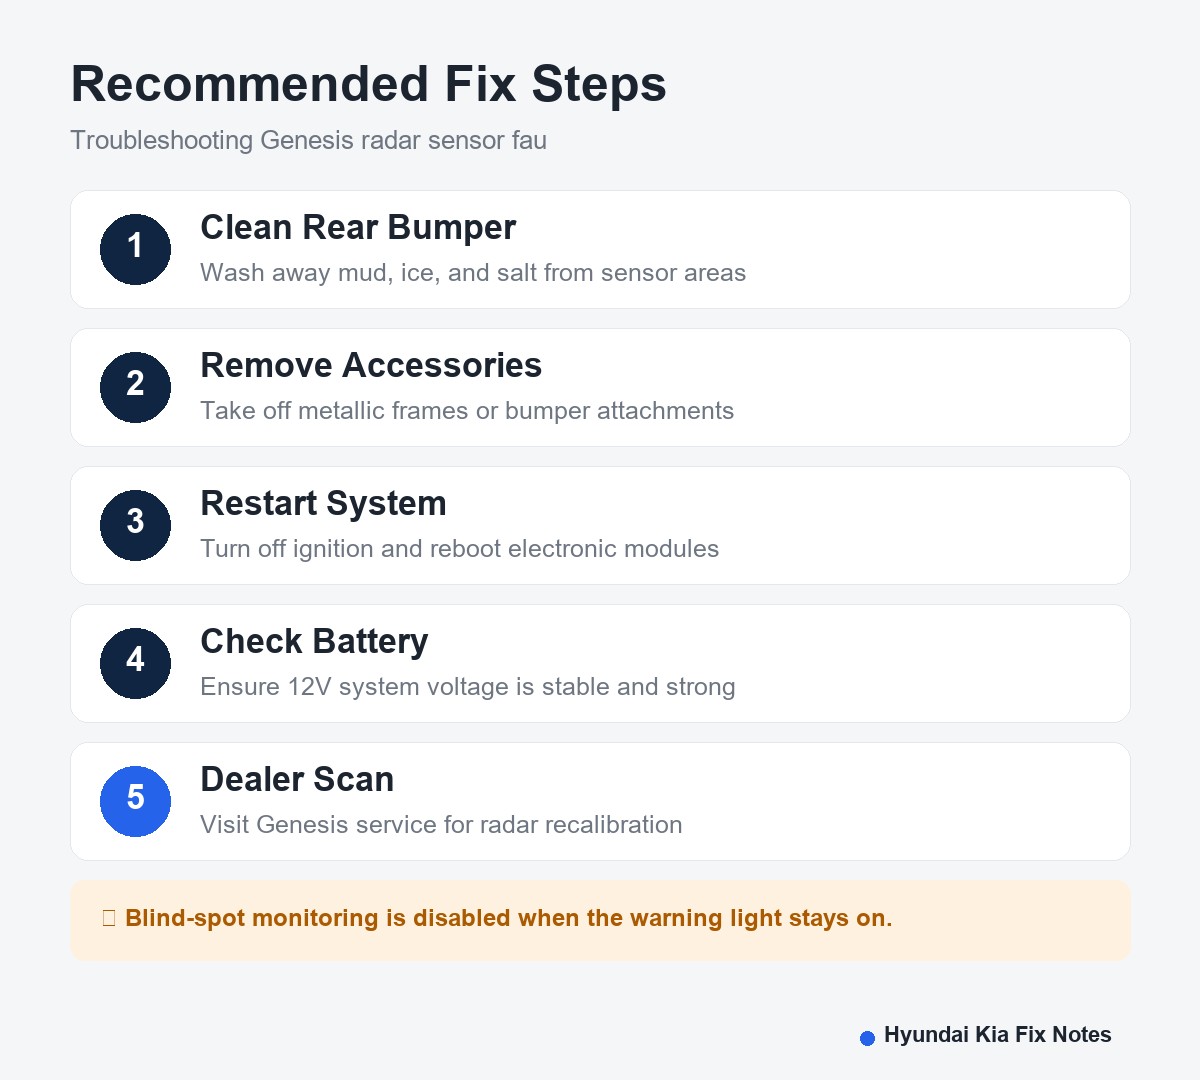 Recommended Fix Steps
Troubleshooting Genesis radar sensor fau
1
Clean Rear Bumper
Wash away mud, ice, and salt from sensor areas
2
Remove Accessories
Take off metallic frames or bumper attachments
3
Restart System
Turn off ignition and reboot electronic modules
4
Check Battery
Ensure 12V system voltage is stable and strong
5
Dealer Scan
Visit Genesis service for radar recalibration
Blind-spot monitoring is disabled when the warning light stays on.
Hyundai Kia Fix Notes